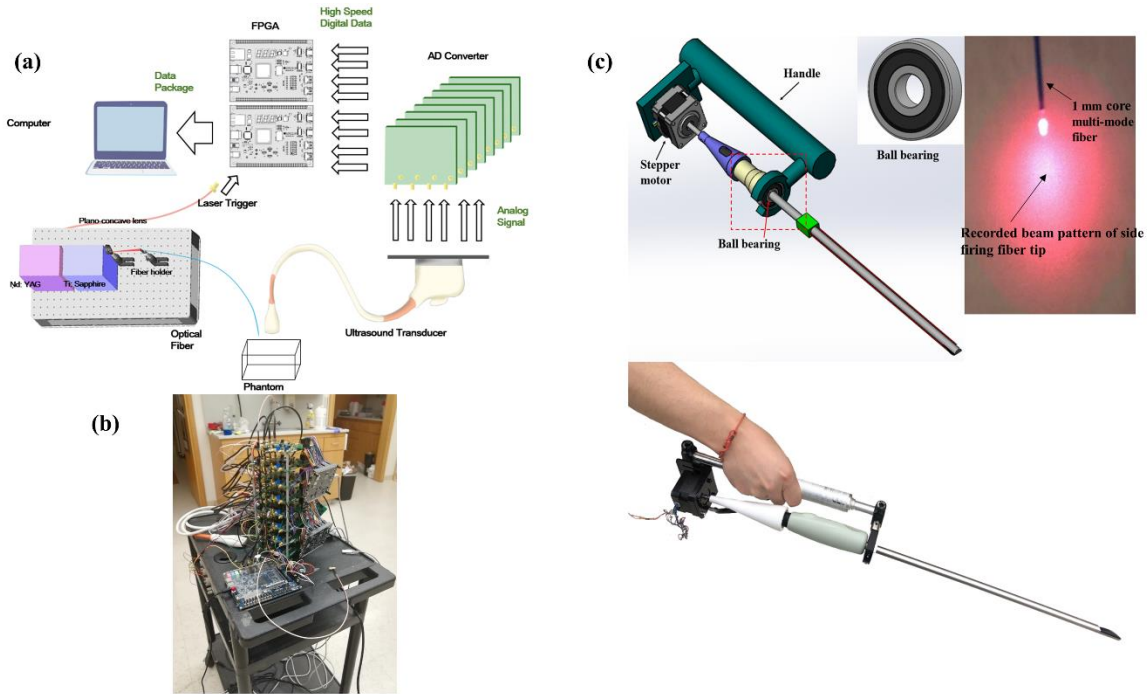 (a)
FPGA
High Speed
Digital Data
AD Converter
Data
Package
Computer
Laser Trigger
Analog
Signal
Plano-concave lens
Fiber holder
Nd: YAG
Ti: Sapphire
Optical
Fiber
Ultrasound Transducer
Phantom
(b)
(c)
Handle
Stepper
motor
Ball bearing
Ball bearing
1 mm core
multi-mode
fiber
Recorded beam pattern of side
firing fiber tip